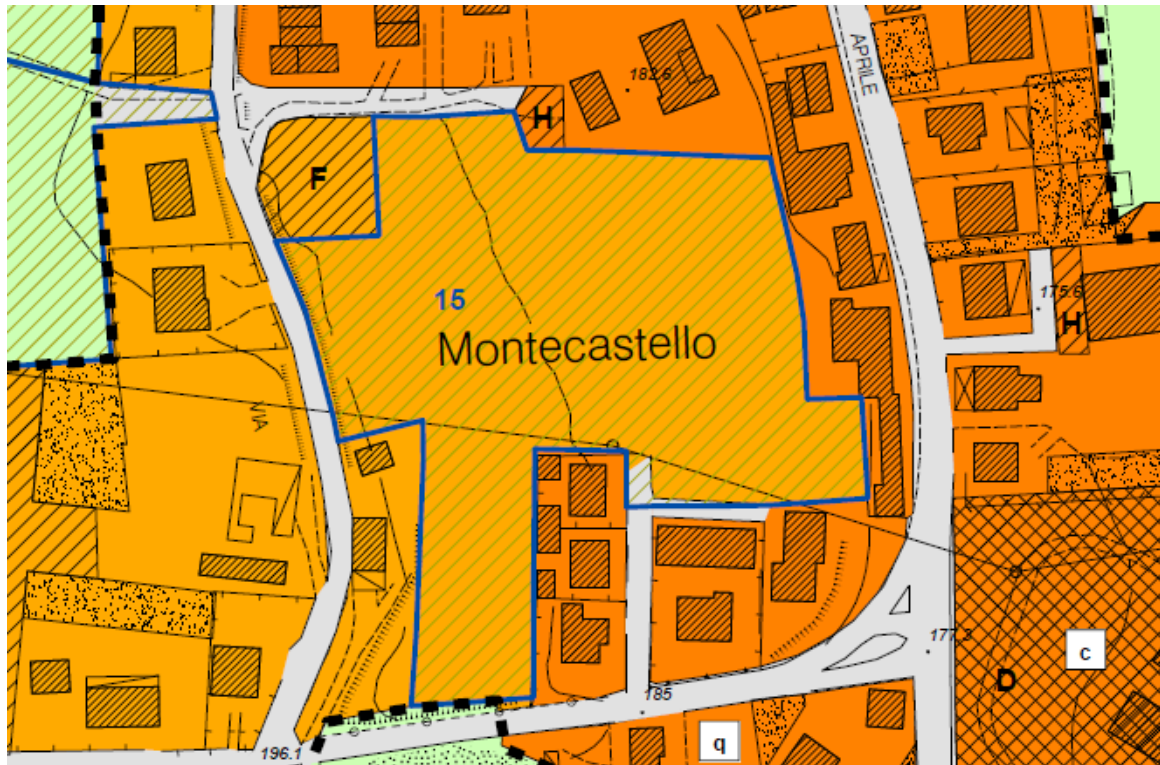 APRILE
182.6
H
F
15
Montecastello
175.6
H
VIA
177.3
c
D
185
q
196.1